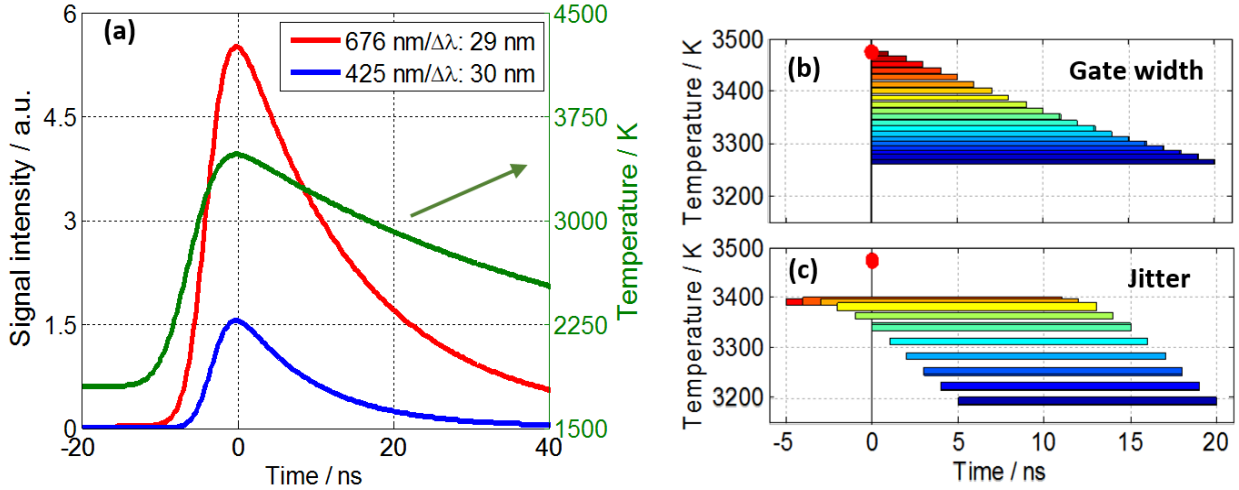 (a)
676 nm/Δλ: 29 nm
425 nm/Δλ: 30 nm
Signal intensity / a.u.
6
4.5
3
1.5
0
-20
0
20
40
Time / ns
4500
3750
3000
2250
1500
Temperature / K
(b)
Gate width
Temperature / K
3500
3400
3300
3200
(c)
Jitter
Temperature / K
3500
3400
3300
3200
-5
0
5
10
15
20
Time / ns